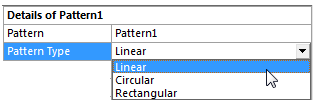 Details of Pattern1
Pattern Pattern1
Pattern Type Linear
Linear
Circular
Rectangular